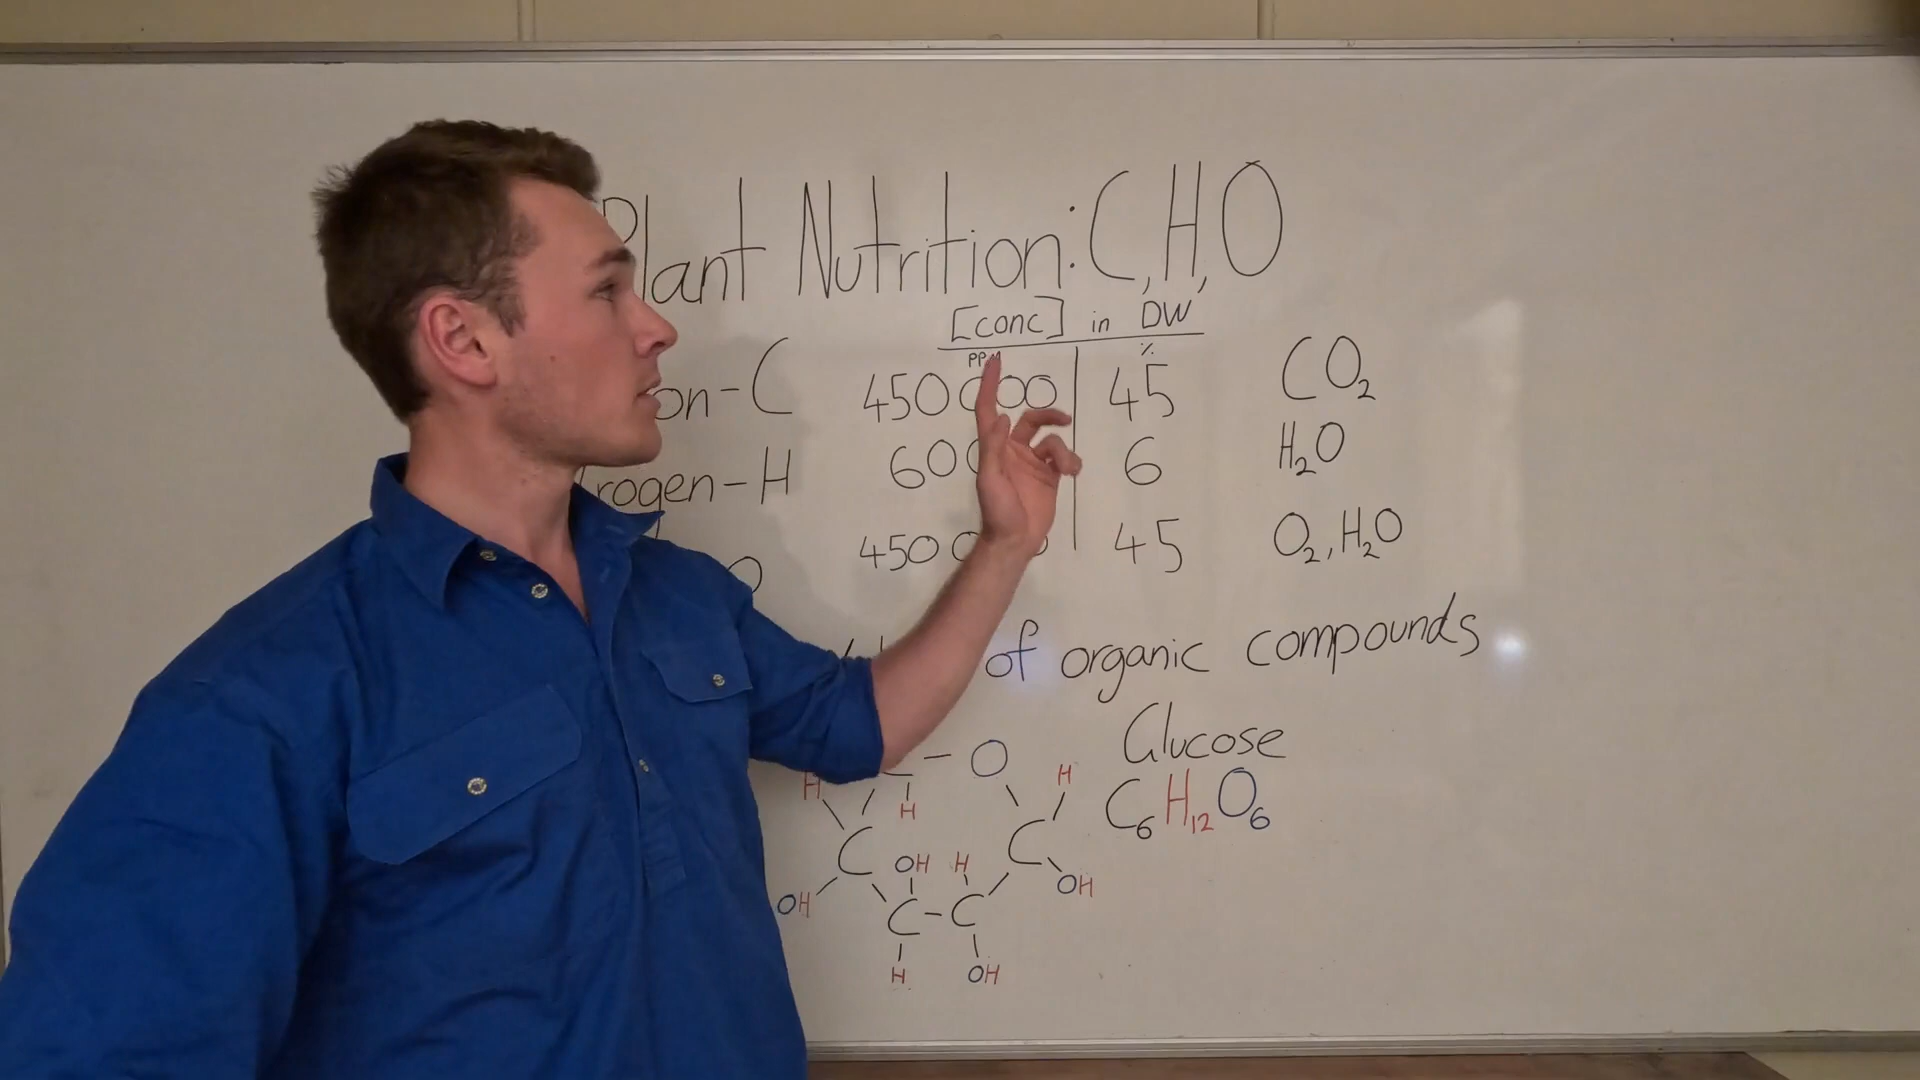 Plant Nutrition: C, H, O
[conc] in DW
PPM %
on-C 450 000 45 CO₂
rogen-H 600 6 H₂O
O 450 0 45 O₂, H₂O
of organic compounds
Glucose
C - O
H H H C₆H₁₂O₆
C C
OH H
OH OH
C-C
H OH